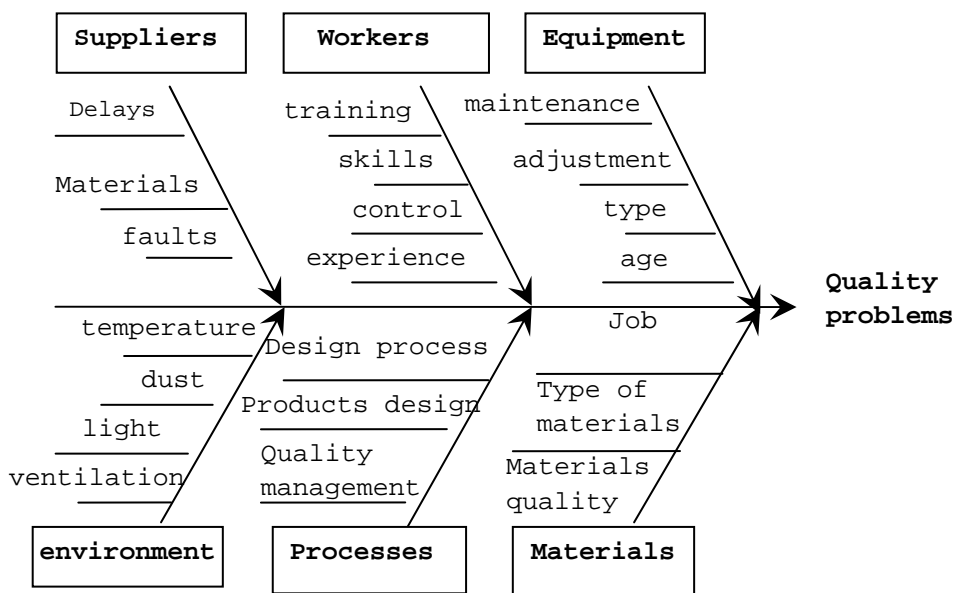 Suppliers
Workers
Equipment
Delays
Materials
faults
training
skills
control
experience
maintenance
adjustment
type
age
Quality
problems
temperature
dust
light
ventilation
Design process
Products design
Quality
management
Job
Type of
materials
Materials
quality
environment
Processes
Materials